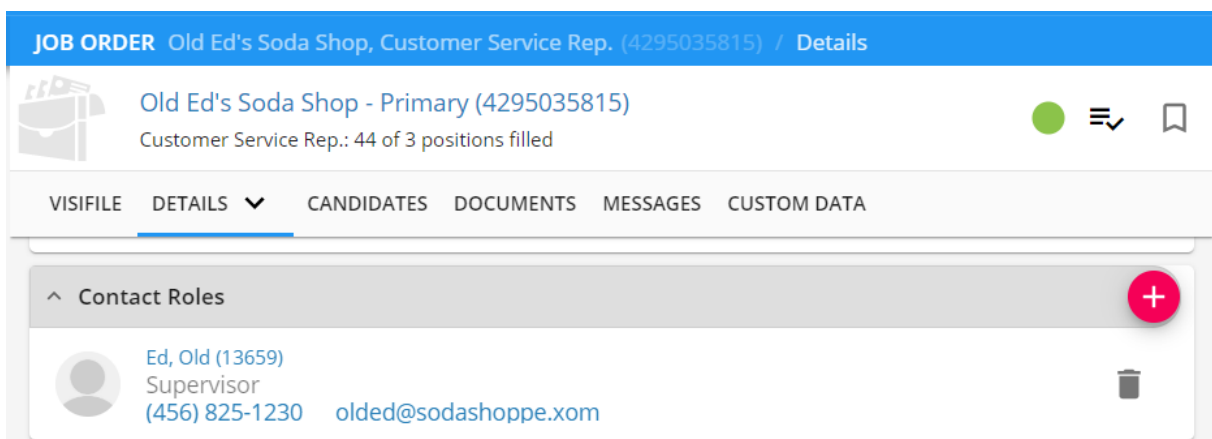 JOB ORDER Old Ed's Soda Shop, Customer Service Rep. (4295035815) / Details
Old Ed's Soda Shop - Primary (4295035815)
Customer Service Rep.: 44 of 3 positions filled
VISIFILE DETAILS CANDIDATES DOCUMENTS MESSAGES CUSTOM DATA
Contact Roles
Ed, Old (13659)
Supervisor
(456) 825-1230 olded@sodashoppe.xom